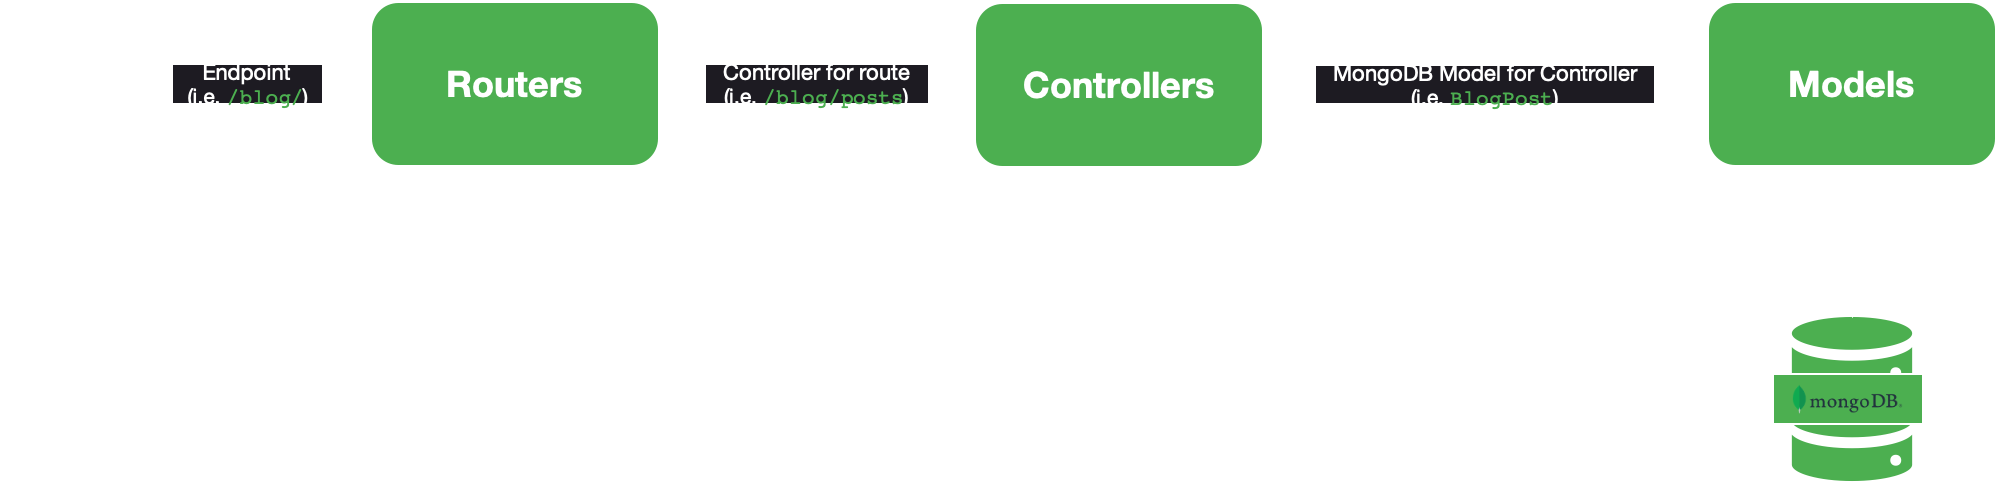 Endpoint
(i.e. /blog/)
Routers
Controller for route
(i.e. /blog/posts)
Controllers
MongoDB Model for Controller
(i.e. BlogPost)
Models
mongoDB.